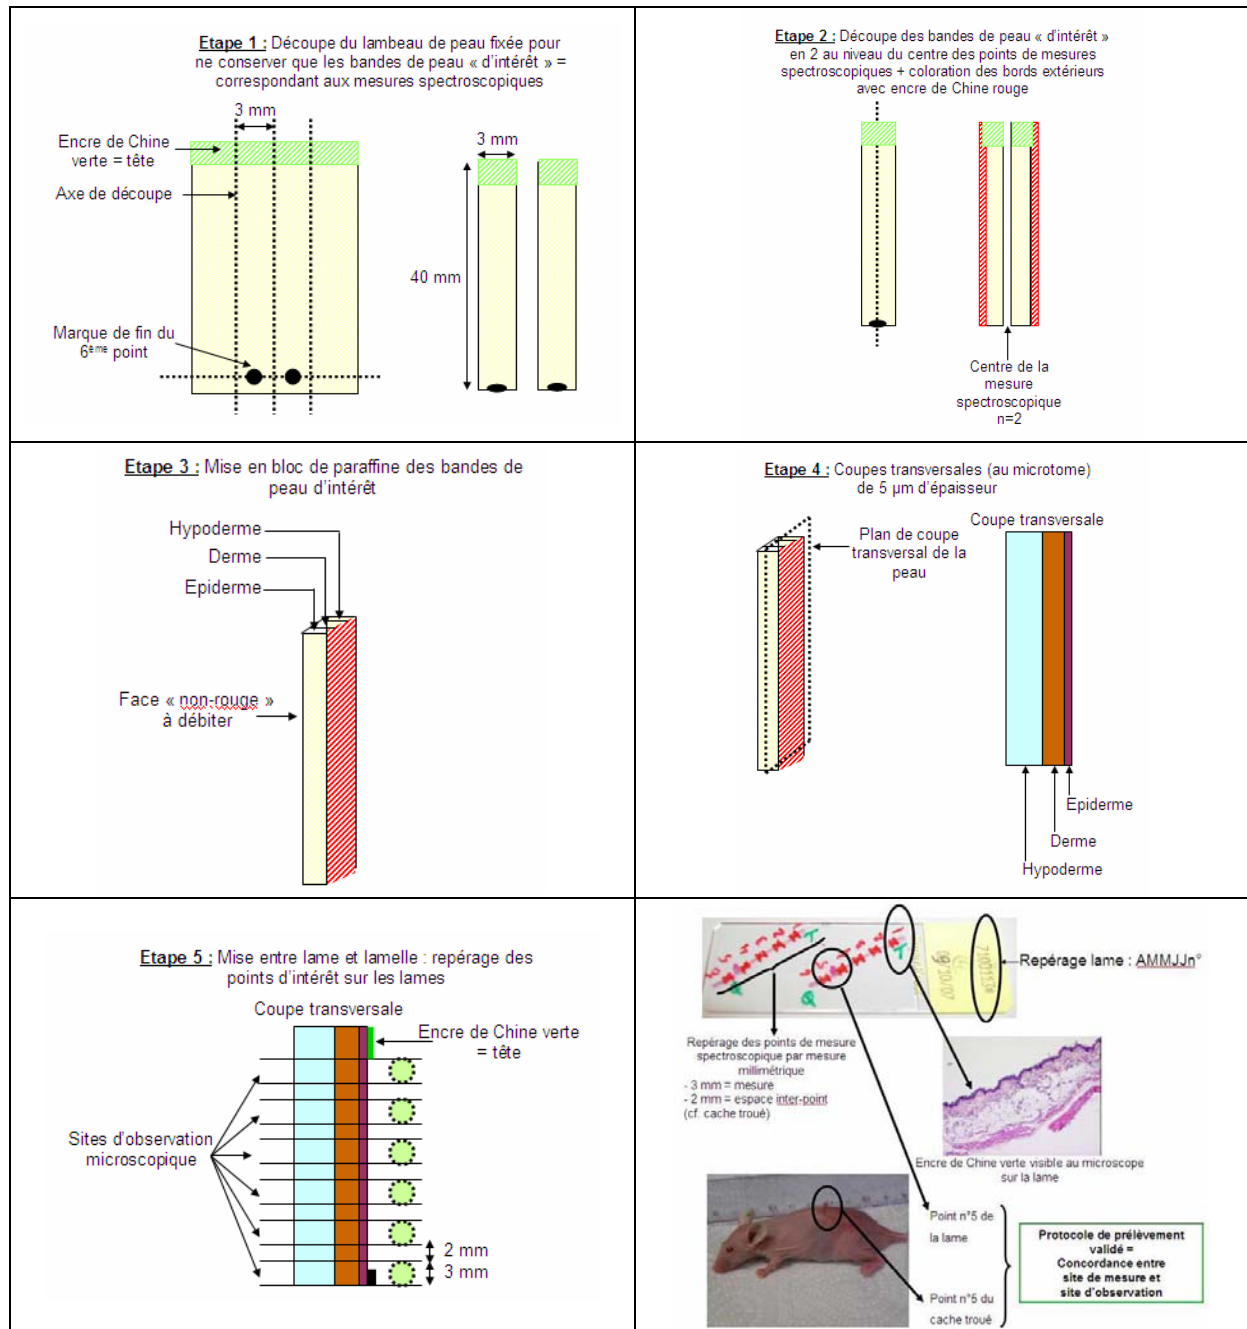 Etape 1 : Découpe du lambeau de peau fixée pour
ne conserver que les bandes de peau « d'intérêt » =
correspondant aux mesures spectroscopiques
3 mm
Encre de Chine
verte = tête
3 mm
Axe de découpe
40 mm
Marque de fin du
6ème point
Etape 2 : Découpe des bandes de peau « d'intérêt »
en 2 au niveau du centre des points de mesures
spectroscopiques + coloration des bords extérieurs
avec encre de Chine rouge
Centre de la
mesure
spectroscopique
n=2
Etape 3 : Mise en bloc de paraffine des bandes de
peau d'intérêt
Hypoderme
Derme
Epiderme
Face « non-rouge »
à débiter
Etape 4 : Coupes transversales (au microtome)
de 5 µm d'épaisseur
Coupe transversale
Plan de coupe
transversal de la
peau
Epiderme
Derme
Hypoderme
Etape 5 : Mise entre lame et lamelle : repérage des
points d'intérêt sur les lames
Coupe transversale
Encre de Chine verte
= tête
Sites d'observation
microscopique
2 mm
3 mm
09/10/07
Repérage lame : AMMJJn°
Repérage des points de mesure
spectroscopique par mesure
millimétrique
- 3 mm = mesure
- 2 mm = espace inter-point
(cf. cache troué)
Encre de Chine verte visible au microscope
sur la lame
Point n°5 de
la lame
Point n°5 du
cache troué
Protocole de prélèvement
validé =
Concordance entre
site de mesure et
site d'observation